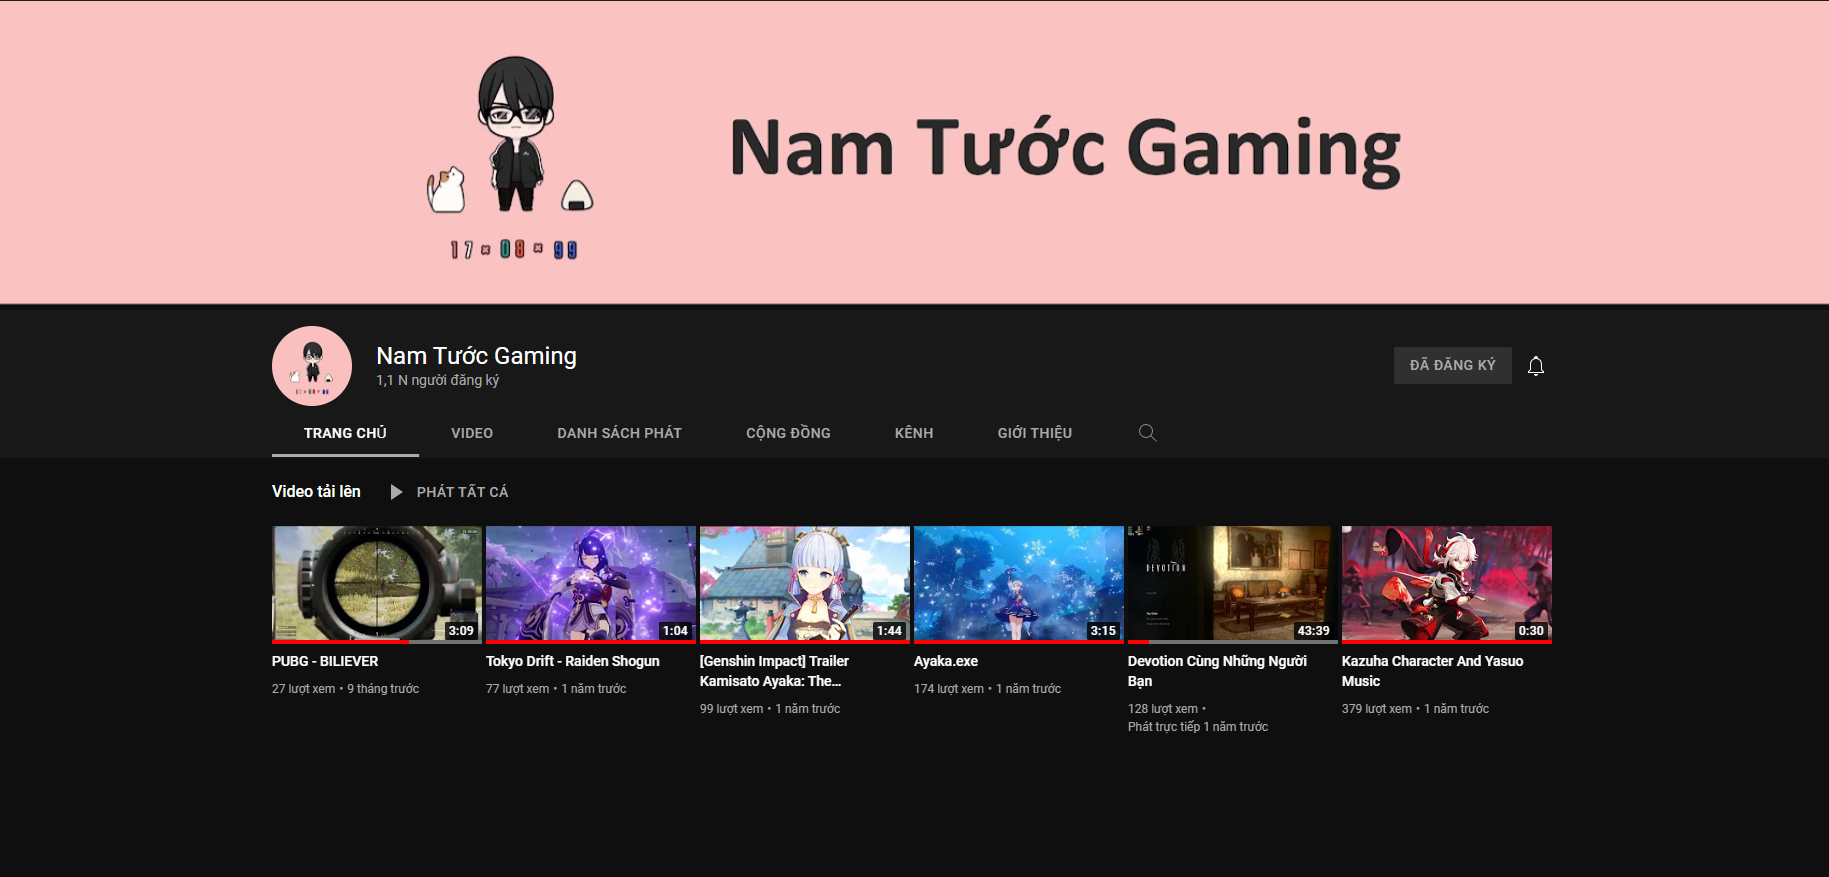 Nam Tước Gaming
17×08×99
Nam Tước Gaming
1,1 N người đăng ký
ĐÃ ĐĂNG KÝ
TRANG CHỦ
VIDEO
DANH SÁCH PHÁT
CỘNG ĐỒNG
KÊNH
GIỚI THIỆU
Video tải lên
PHÁT TẤT CẢ
3:09
1:04
1:44
3:15
DEVOTION
43:39
0:30
PUBG - BILIEVER
27 lượt xem • 9 tháng trước
Tokyo Drift - Raiden Shogun
77 lượt xem • 1 năm trước
[Genshin Impact] Trailer
Kamisato Ayaka: The...
99 lượt xem • 1 năm trước
Ayaka.exe
174 lượt xem • 1 năm trước
Devotion Cùng Những Người
Bạn
128 lượt xem •
Phát trực tiếp 1 năm trước
Kazuha Character And Yasuo
Music
379 lượt xem • 1 năm trước